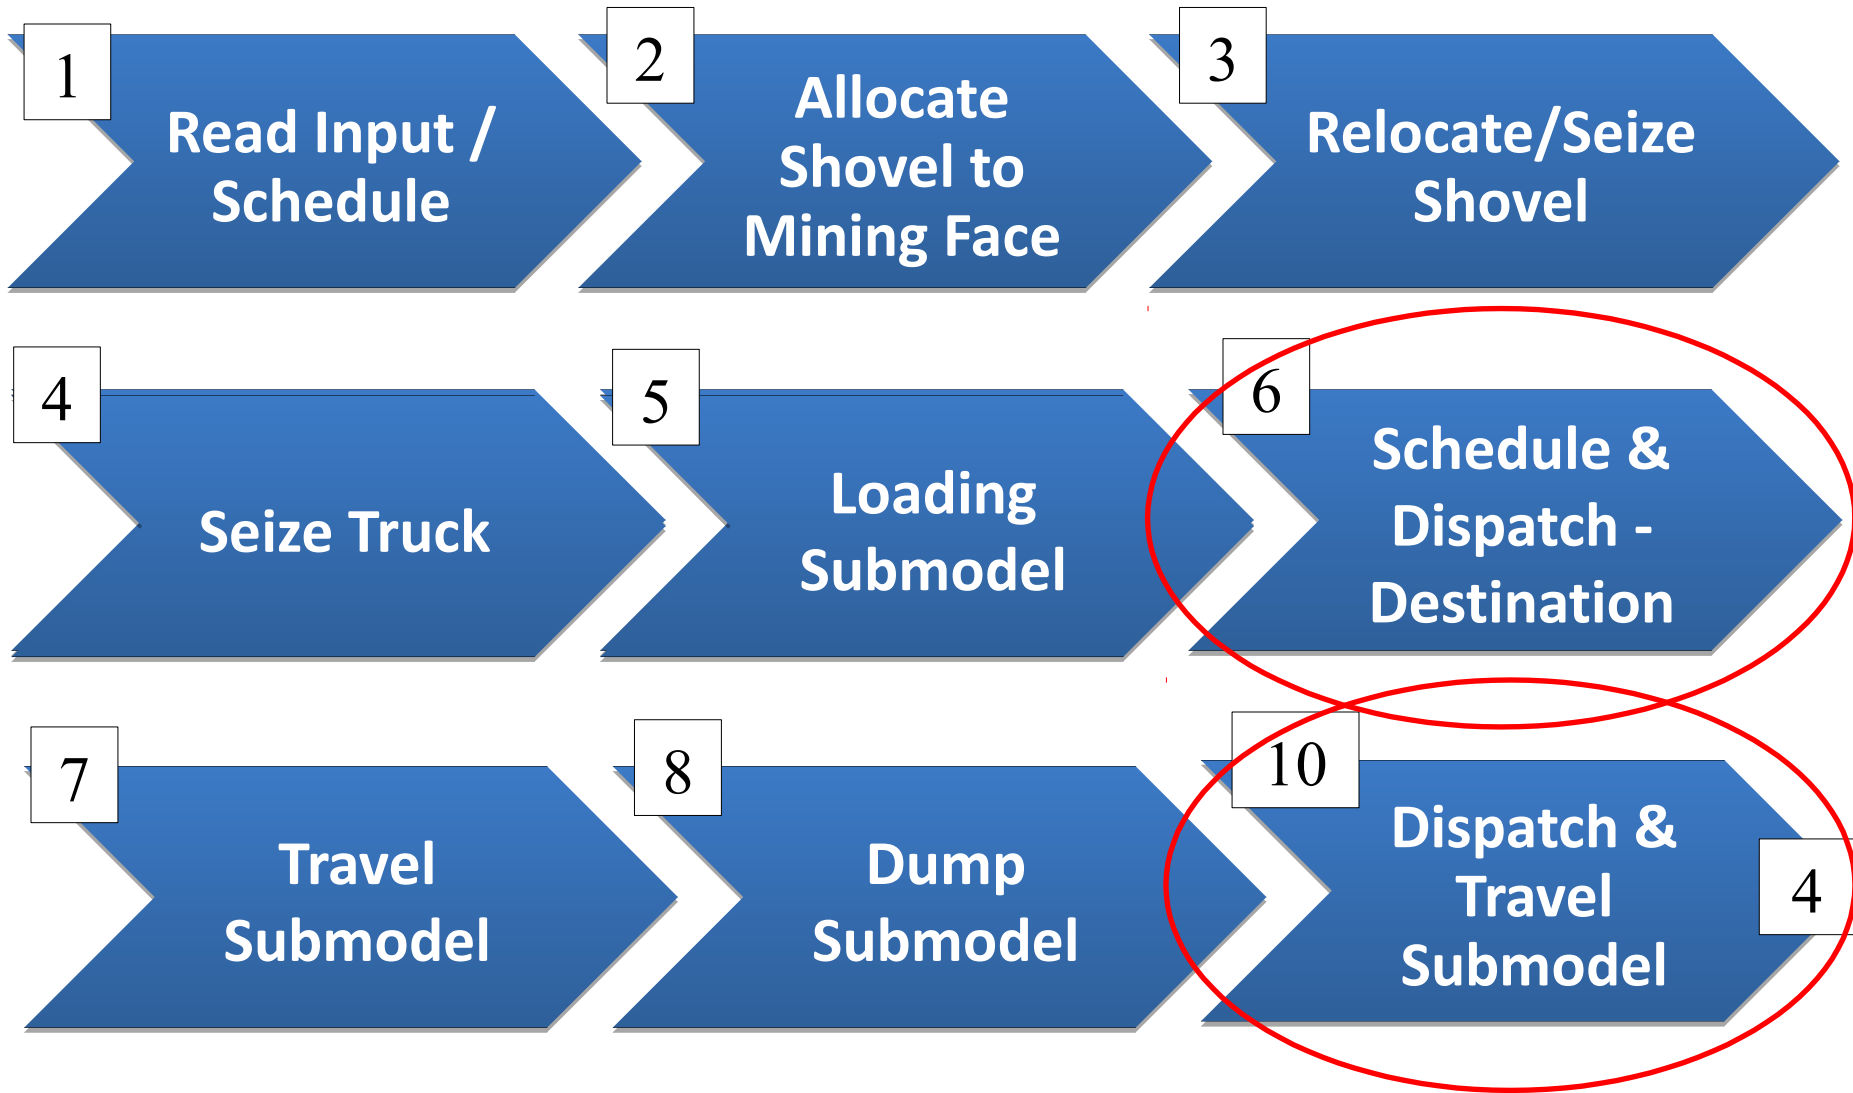 1
Read Input /
Schedule
2
Allocate
Shovel to
Mining Face
3
Relocate/Seize
Shovel
4
Seize Truck
5
Loading
Submodel
6
Schedule &
Dispatch -
Destination
7
Travel
Submodel
8
Dump
Submodel
10
Dispatch &
Travel
Submodel
4